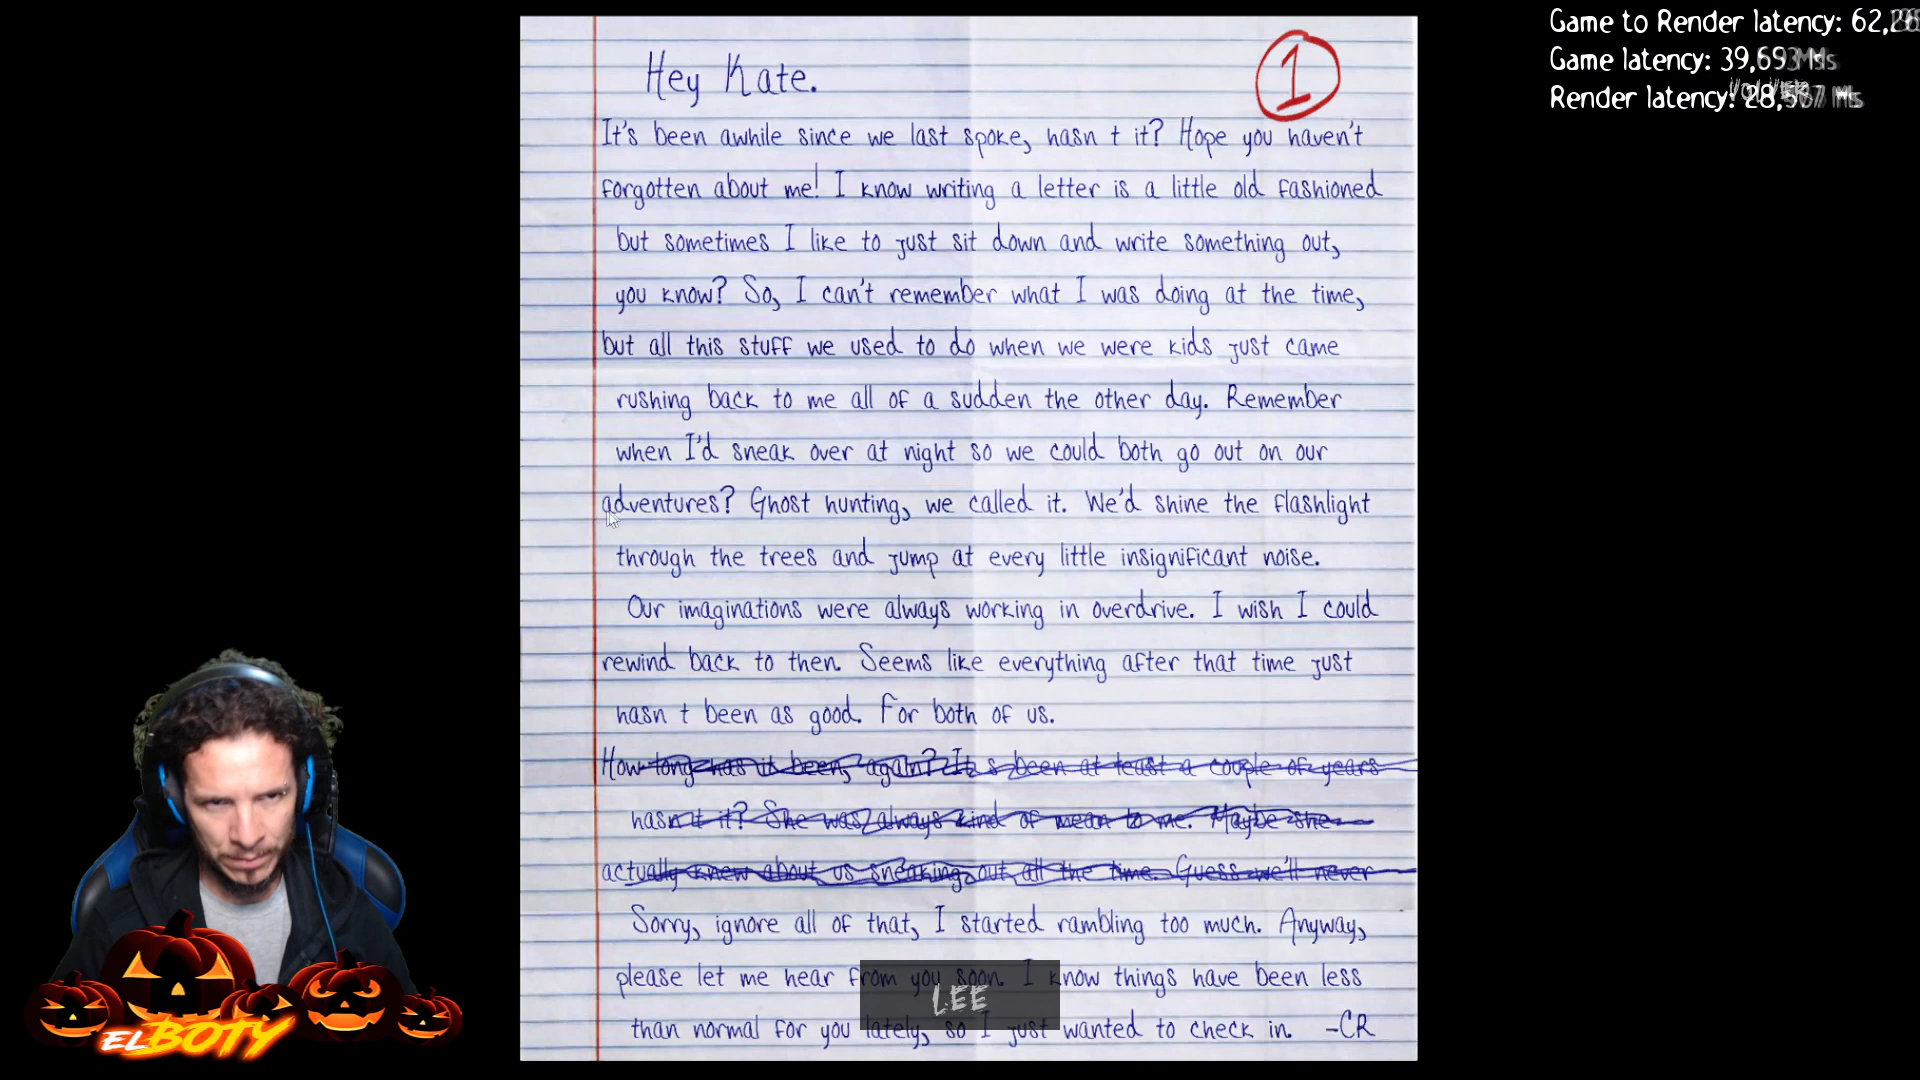 Game to Render latency: 62,2
Game latency: 39,69 Ms
Render latency: 28,5 Ms
1
Hey Kate.
It's been awhile since we last spoke, hasn t it? Hope you haven't
forgotten about me! I know writing a letter is a little old fashioned
but sometimes I like to just sit down and write something out,
you know? So, I can't remember what I was doing at the time,
but all this stuff we used to do when we were kids just came
rushing back to me all of a sudden the other day. Remember
when I'd sneak over at night so we could both go out on our
adventures? Ghost hunting, we called it. We'd shine the flashlight
through the trees and jump at every little insignificant noise.
Our imaginations were always working in overdrive. I wish I could
rewind back to then. Seems like everything after that time just
hasn t been as good. For both of us.
How long has it been, again? It s been at least a couple of years
hasn t it? She was always kind of mean to me. Maybe she
actually knew about us sneaking out all the time. Guess we'll never
Sorry, ignore all of that, I started rambling too much. Anyway,
please let me hear from you soon. I know things have been less
than normal for you lately, so I just wanted to check in. -CR
LEE
EL BOTY